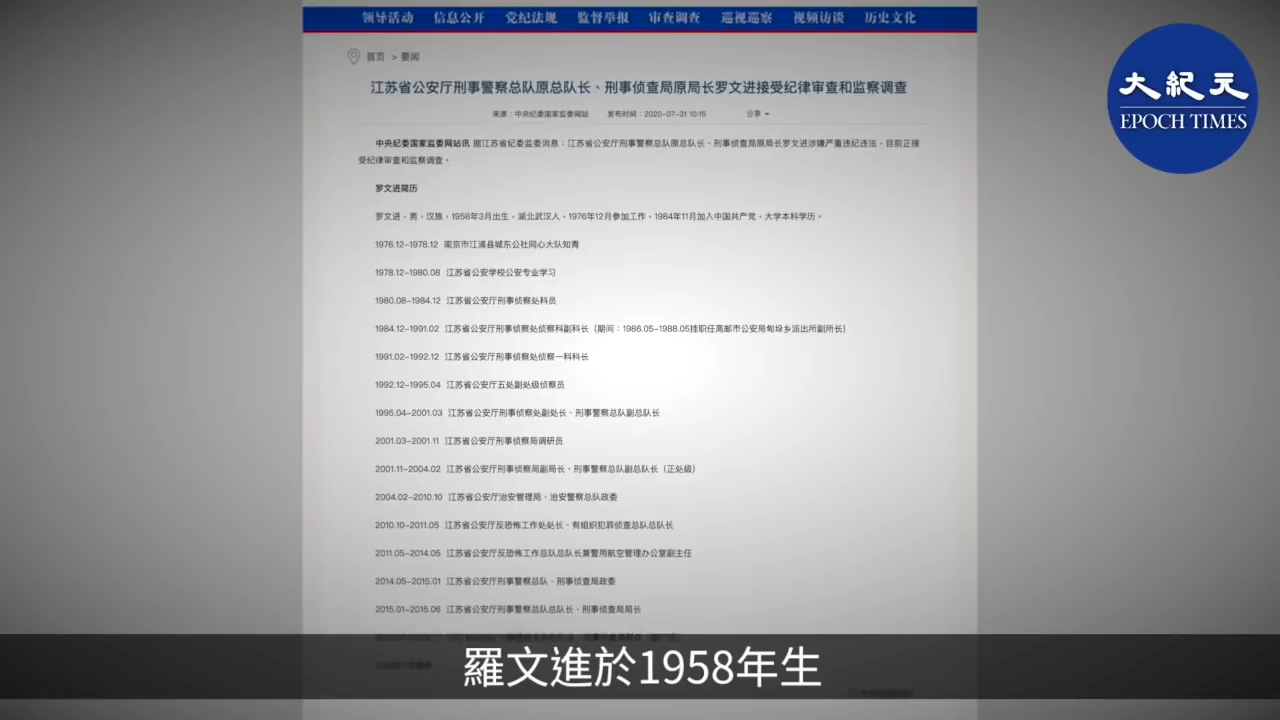 领导活动 信息公开 党纪法规 监督举报 审查调查 巡视巡察 视频访谈 历史文化
首页 > 要闻
江苏省公安厅刑事警察总队原总队长、刑事侦查局原局长罗文进接受纪律审查和监察调查
来源：中央纪委国家监委网站 发布时间：2020-07-31 10:15 分享
中央纪委国家监委网站讯 据江苏省纪委监委消息：江苏省公安厅刑事警察总队原总队长、刑事侦查局原局长罗文进涉嫌严重违纪违法，目前正接
受纪律审查和监察调查。
罗文进简历
罗文进，男，汉族，1958年3月出生，湖北武汉人，1976年12月参加工作，1984年11月加入中国共产党，大学本科学历。
1976.12-1978.12 南京市江浦县城东公社同心大队知青
1978.12-1980.08 江苏省公安学校公安专业学习
1980.08-1984.12 江苏省公安厅刑事侦察处科员
1984.12-1991.02 江苏省公安厅刑事侦察处侦察科副科长（期间：1986.05-1988.05挂职任高邮市公安局甸垛乡派出所副所长）
1991.02-1992.12 江苏省公安厅刑事侦察处侦察一科科长
1992.12-1995.04 江苏省公安厅五处副处级侦察员
1995.04-2001.03 江苏省公安厅刑事侦察处副处长、刑事警察总队副总队长
2001.03-2001.11 江苏省公安厅刑事侦察局调研员
2001.11-2004.02 江苏省公安厅刑事侦察局副局长、刑事警察总队副总队长（正处级）
2004.02-2010.10 江苏省公安厅治安管理局、治安警察总队政委
2010.10-2011.05 江苏省公安厅反恐怖工作处处长、有组织犯罪侦查总队总队长
2011.05-2014.05 江苏省公安厅反恐怖工作总队总队长兼警用航空管理办公室副主任
2014.05-2015.01 江苏省公安厅刑事警察总队、刑事侦查局政委
2015.01-2015.06 江苏省公安厅刑事警察总队总队长、刑事侦查局局长
羅文進於1958年生
大紀元
EPOCH TIMES